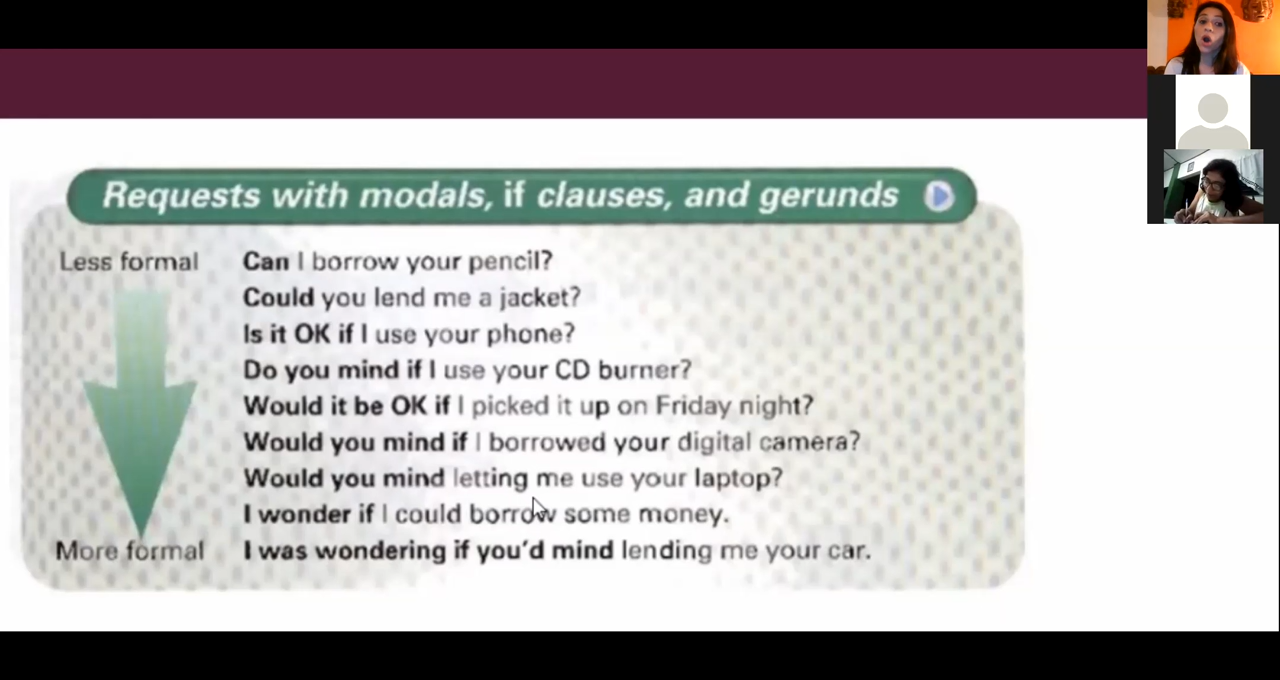 Requests with modals, if clauses, and gerunds
Less formal
Can I borrow your pencil?
Could you lend me a jacket?
Is it OK if I use your phone?
Do you mind if I use your CD burner?
Would it be OK if I picked it up on Friday night?
Would you mind if I borrowed your digital camera?
Would you mind letting me use your laptop?
I wonder if I could borrow some money.
More formal
I was wondering if you'd mind lending me your car.